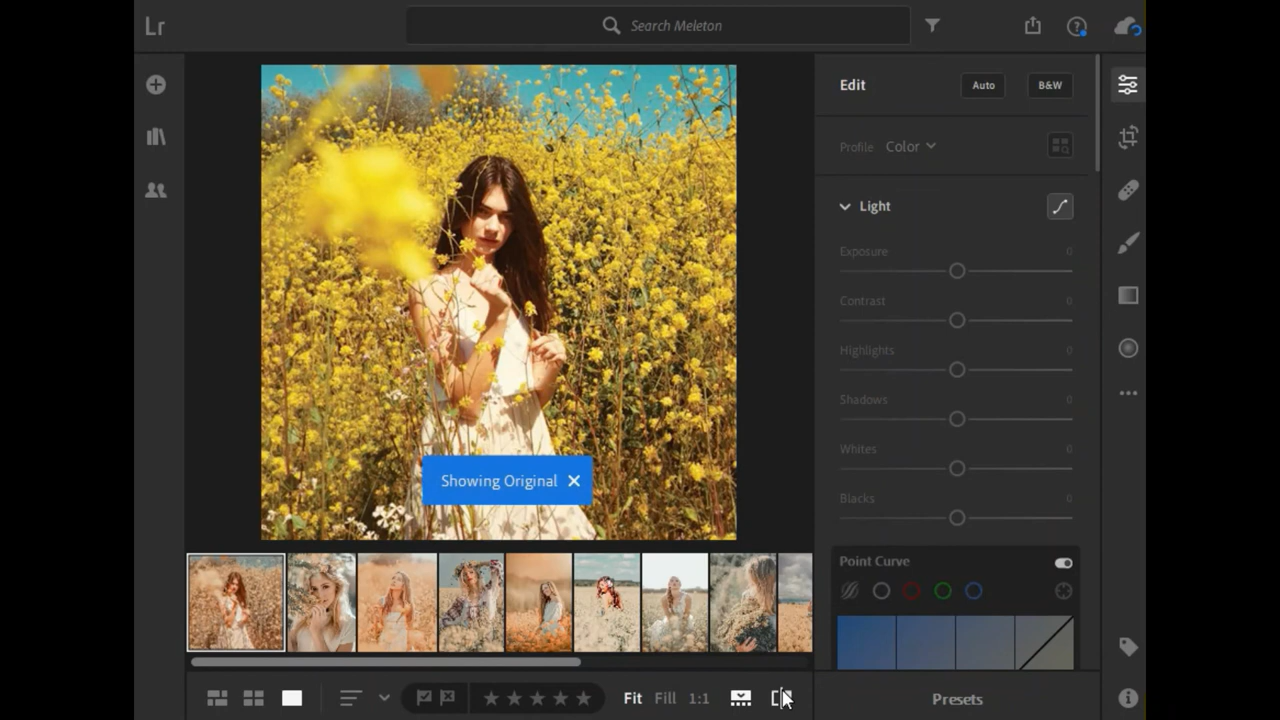 Lr
Search Meleton
Edit
Auto
B&W
Profile
Color
Light
Exposure 0
Contrast 0
Highlights 0
Shadows 0
Whites 0
Blacks 0
Showing Original
Point Curve
Fit
Fill
1:1
Presets